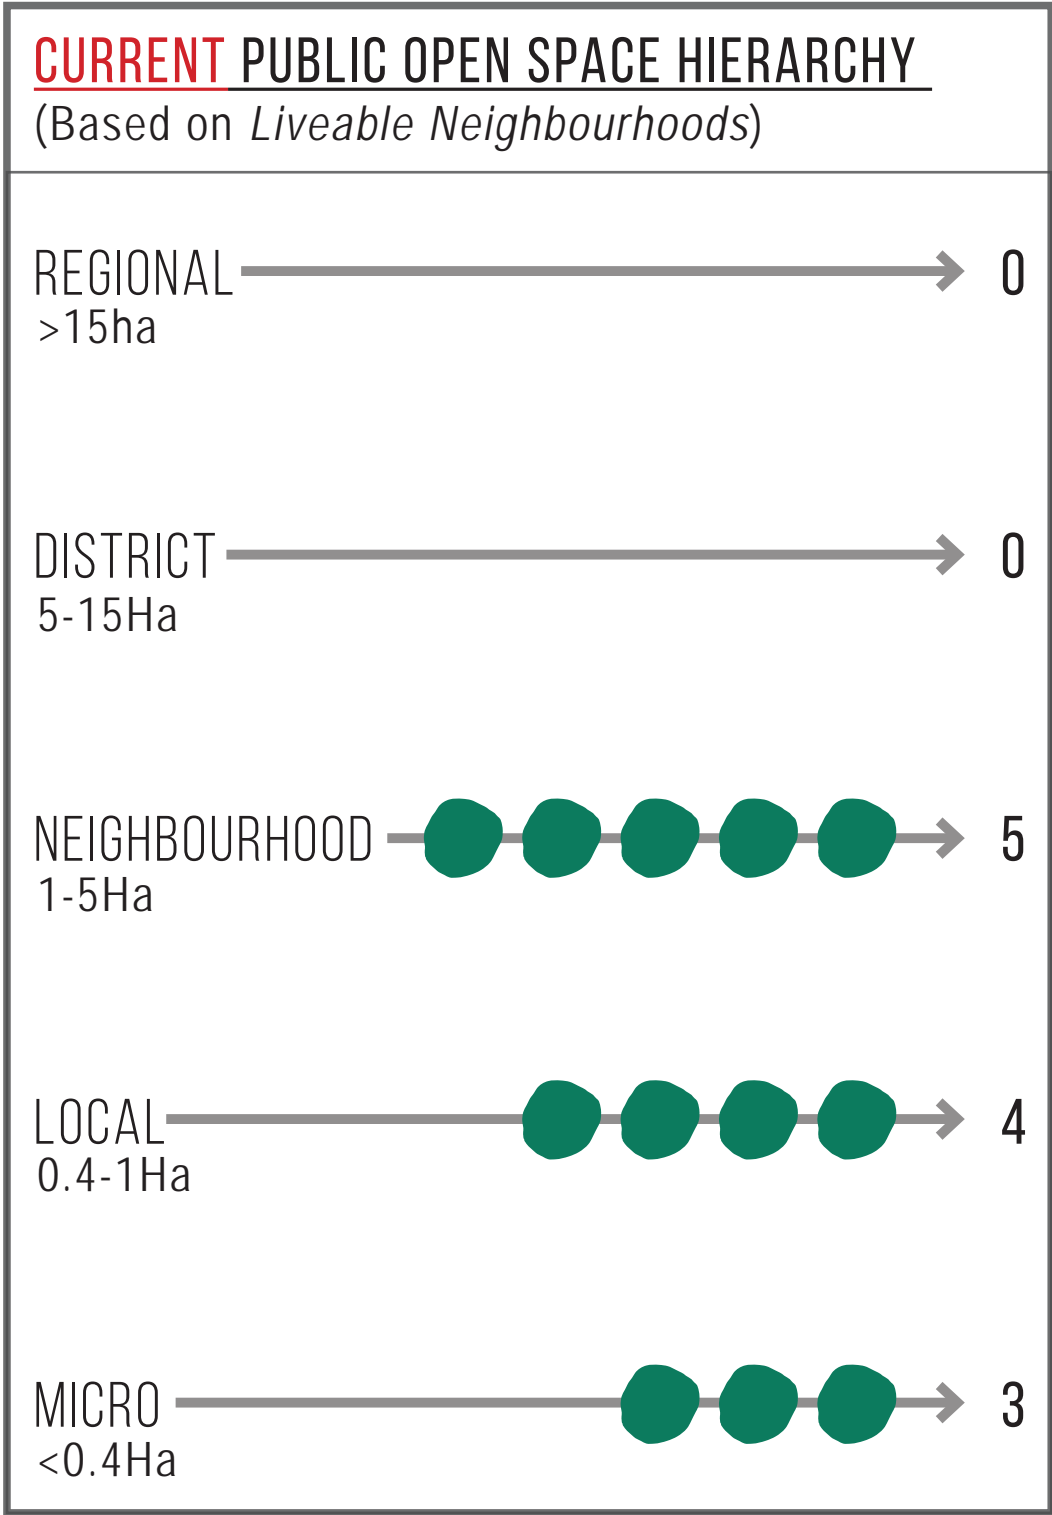 CURRENT PUBLIC OPEN SPACE HIERARCHY
(Based on Liveable Neighbourhoods)
REGIONAL 0
>15ha
DISTRICT 0
5-15Ha
NEIGHBOURHOOD 5
1-5Ha
LOCAL 4
0.4-1Ha
MICRO 3
<0.4Ha